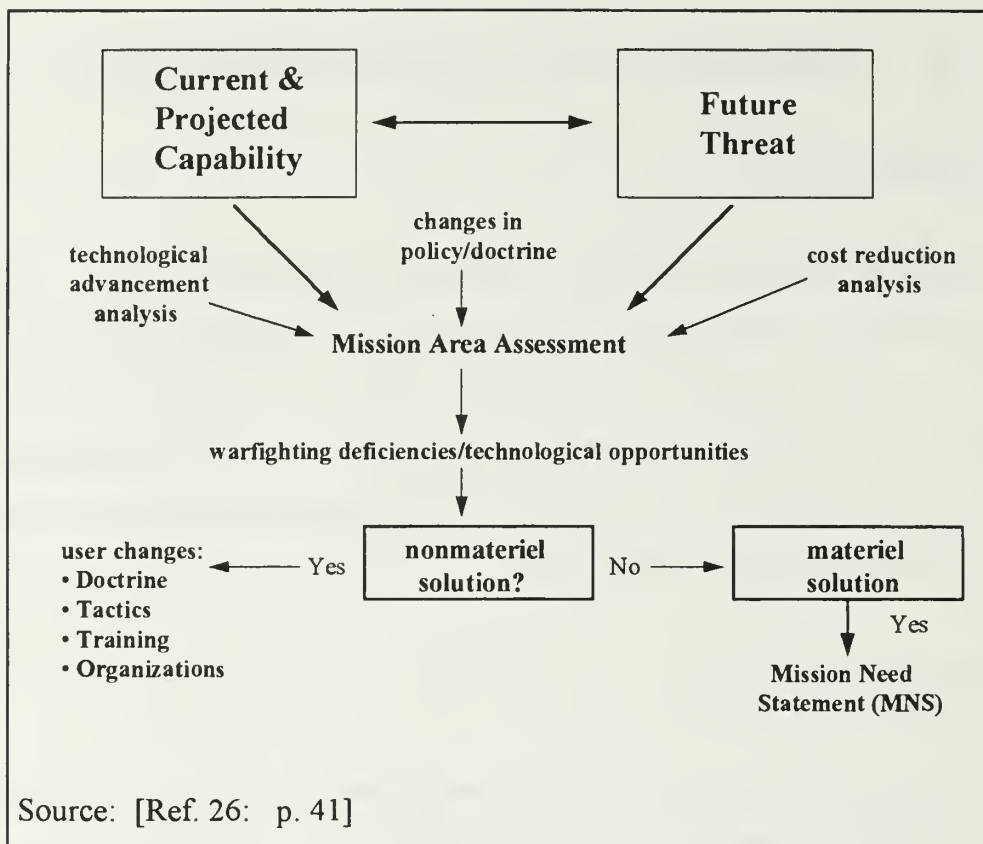 Current &
Projected
Capability
Future
Threat
changes in
policy/doctrine
technological
advancement
analysis
cost reduction
analysis
Mission Area Assessment
warfighting deficiencies/technological opportunities
user changes:
• Doctrine
• Tactics
• Training
• Organizations
Yes
nonmateriel
solution?
No
materiel
solution
Yes
Mission Need
Statement (MNS)
Source: [Ref. 26: p. 41]